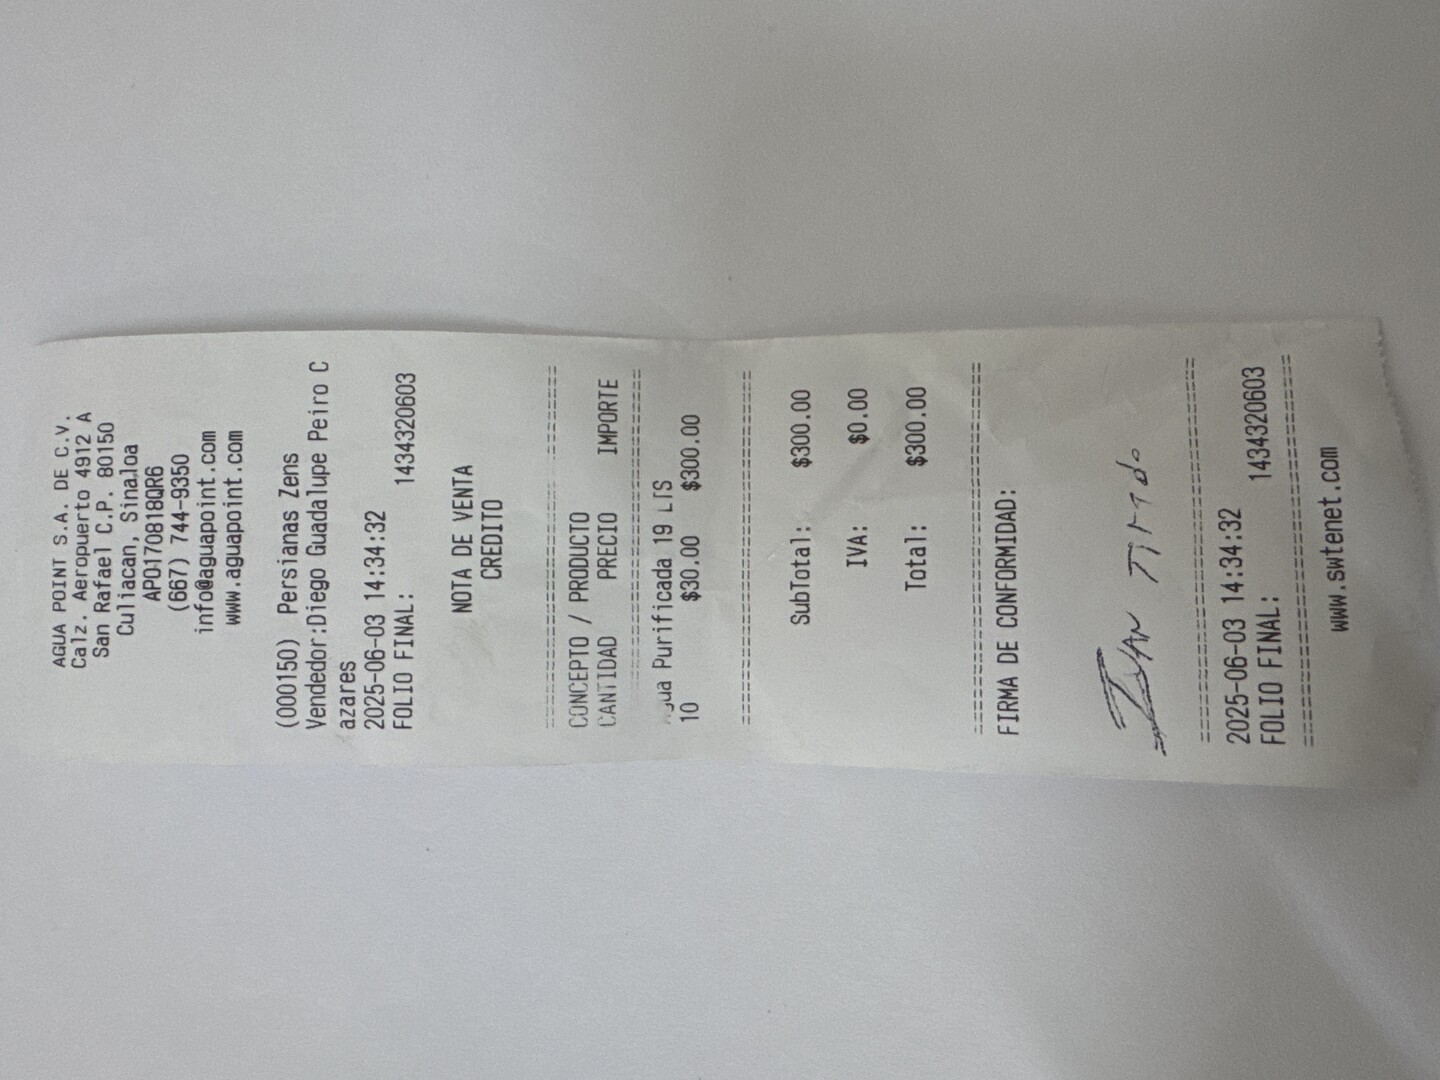 AGUA POINT S.A. DE C.V.
Calz. Aeropuerto 4912 A
San Rafael C.P. 80150
Culiacan, Sinaloa
APO170818QR6
(667) 744-9350
info@aguapoint.com
www.aguapoint.com
(000150) Persianas Zens
Vendedor:Diego Guadalupe Peiro C
azares
2025-06-03 14:34:32
FOLIO FINAL: 1434320603
NOTA DE VENTA
CREDITO
================================
CONCEPTO / PRODUCTO
CANTIDAD PRECIO IMPORTE
================================
Agua Purificada 19 LTS
10 $30.00 $300.00
================================
SubTotal: $300.00
IVA: $0.00
Total: $300.00
================================
FIRMA DE CONFORMIDAD:
IVAN TIrado
================================
2025-06-03 14:34:32
FOLIO FINAL: 1434320603
================================
www.swtenet.com